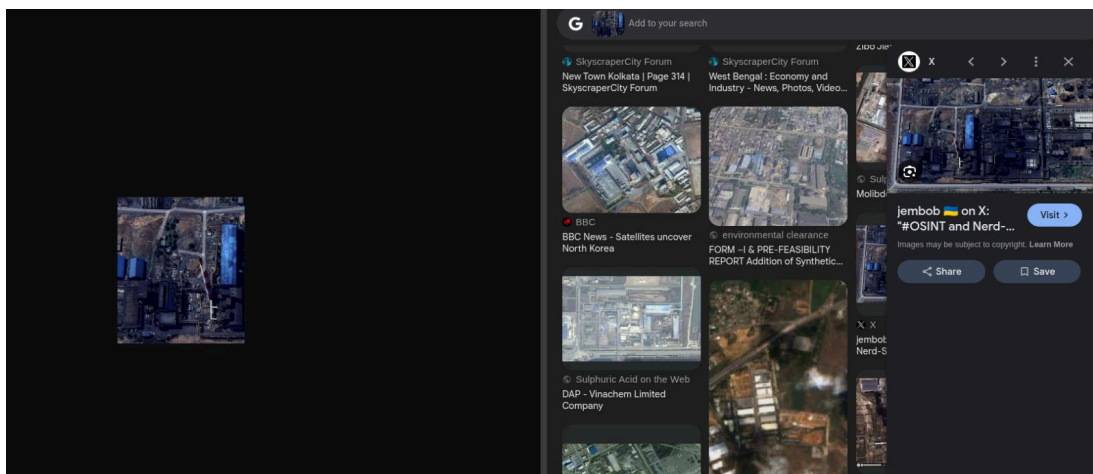 G Add to your search
SkyscraperCity Forum
New Town Kolkata | Page 314 |
SkyscraperCity Forum
BBC
BBC News - Satellites uncover
North Korea
Sulphuric Acid on the Web
DAP - Vinachem Limited
Company
SkyscraperCity Forum
West Bengal : Economy and
Industry - News, Photos, Video...
environmental clearance
FORM –I & PRE-FEASIBILITY
REPORT Addition of Synthetic...
Zibo
Molibd
X
jembob
Nerd-S
X
jembob 🇺🇦 on X:
"#OSINT and Nerd-...
Visit >
Images may be subject to copyright. Learn More
Share
Save